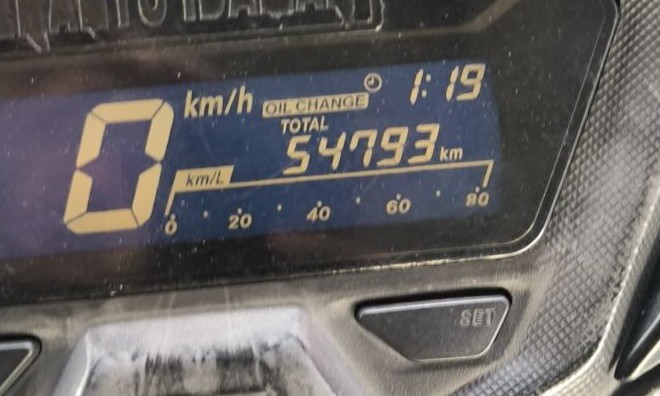 0 km/h OIL CHANGE 1:19
TOTAL
54793 km
km/L
0 20 40 60 80
SET